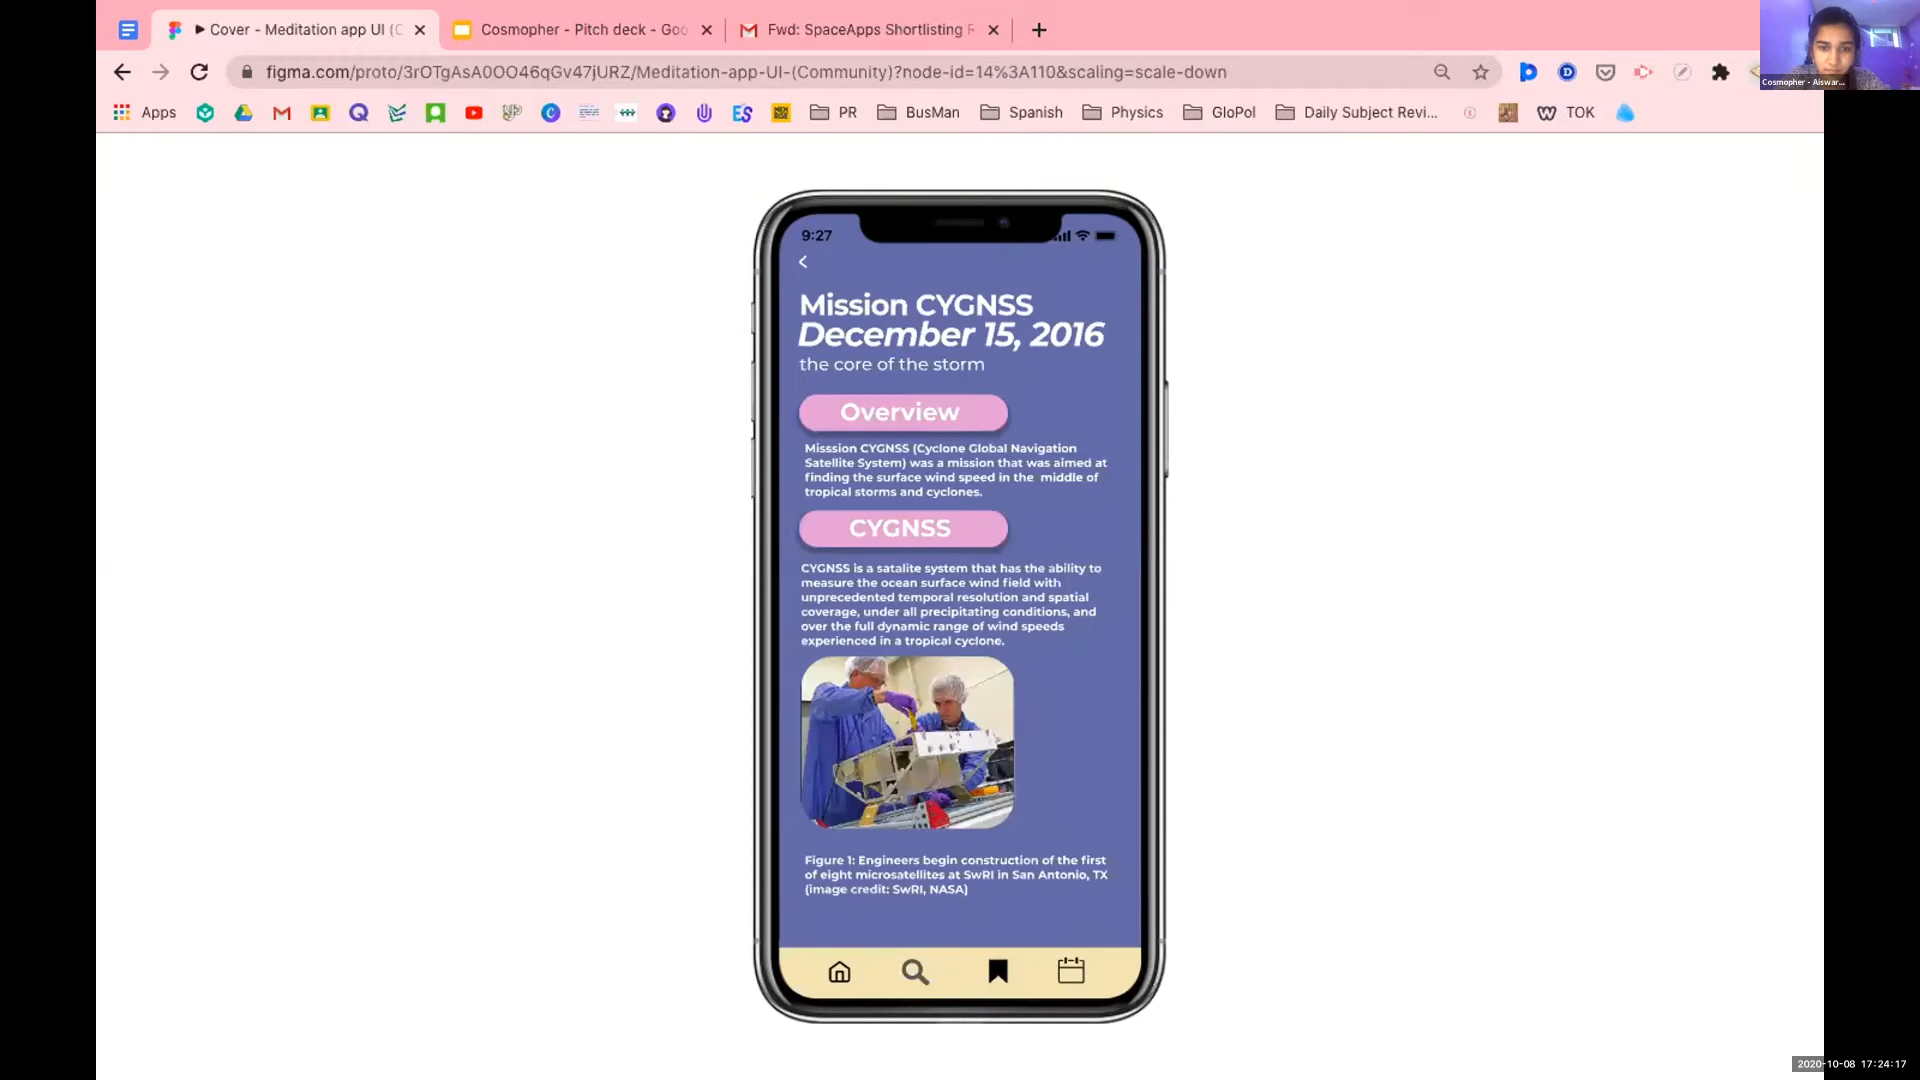 Cover - Meditation app UI (C
Cosmopher - Pitch deck - Goo
Fwd: SpaceApps Shortlisting R
figma.com/proto/3rOTgAsA0OO46qGv47jURZ/Meditation-app-UI-(Community)?node-id=14%3A110&scaling=scale-down
Cosmopher - Aiswar...
Apps
PR
BusMan
Spanish
Physics
GloPol
Daily Subject Revi...
TOK
9:27
Mission CYGNSS
December 15, 2016
the core of the storm
Overview
Misssion CYGNSS (Cyclone Global Navigation
Satellite System) was a mission that was aimed at
finding the surface wind speed in the middle of
tropical storms and cyclones.
CYGNSS
CYGNSS is a satalite system that has the ability to
measure the ocean surface wind field with
unprecedented temporal resolution and spatial
coverage, under all precipitating conditions, and
over the full dynamic range of wind speeds
experienced in a tropical cyclone.
Figure 1: Engineers begin construction of the first
of eight microsatellites at SwRI in San Antonio, TX
(image credit: SwRI, NASA)
2020-10-08 17:24:17